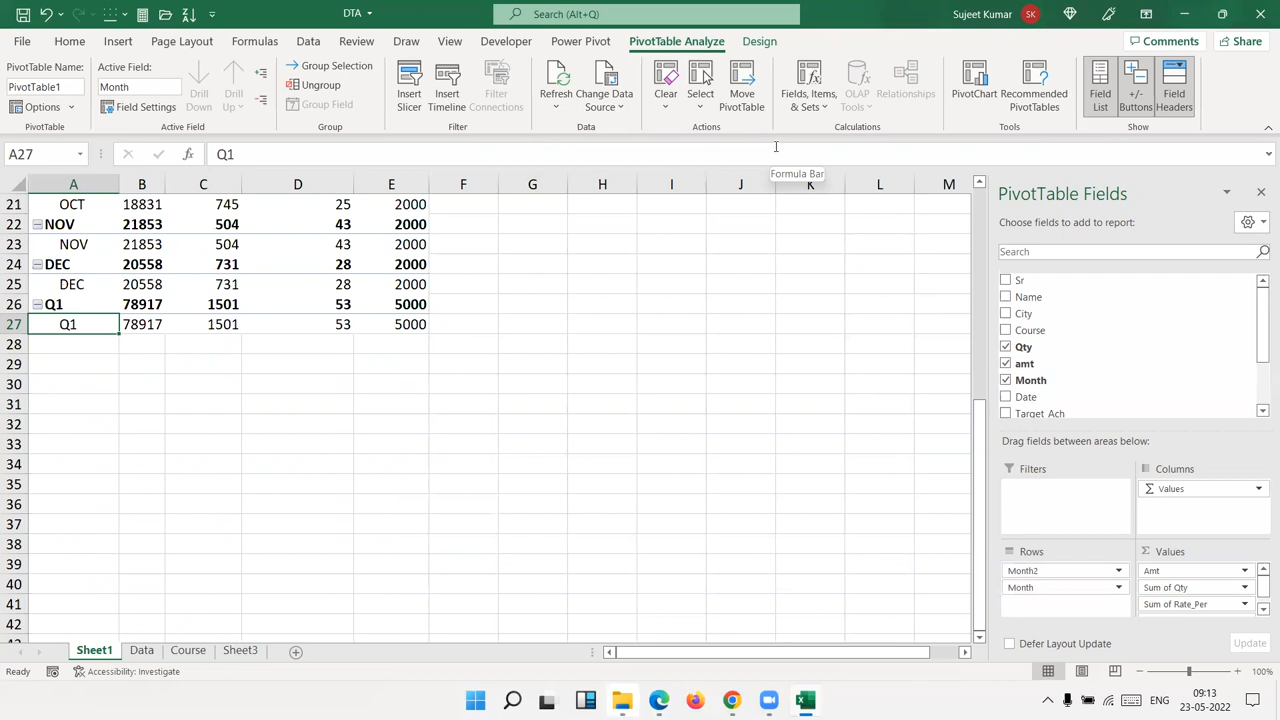 DTA
Search (Alt+Q)
Sujeet Kumar SK
File Home Insert Page Layout Formulas Data Review Draw View Developer Power Pivot PivotTable Analyze Design Comments Share
PivotTable Name:
PivotTable1
Options
PivotTable
Active Field:
Month
Field Settings
Drill Down
Drill Up
Active Field
Group Selection
Ungroup
Group Field
Group
Insert Slicer
Insert Timeline
Filter Connections
Filter
Refresh
Change Data Source
Data
Clear
Select
Move PivotTable
Actions
Fields, Items, & Sets
OLAP Tools
Relationships
Calculations
PivotChart
Recommended PivotTables
Tools
Field List
+/- Buttons
Field Headers
Show
A27 fx Q1
Formula Bar
A B C D E F G H I J K L M
21 OCT 18831 745 25 2000
22 NOV 21853 504 43 2000
23 NOV 21853 504 43 2000
24 DEC 20558 731 28 2000
25 DEC 20558 731 28 2000
26 Q1 78917 1501 53 5000
27 Q1 78917 1501 53 5000
28
29
30
31
32
33
34
35
36
37
38
39
40
41
42
PivotTable Fields
Choose fields to add to report:
Search
Sr
Name
City
Course
Qty
amt
Month
Date
Target_Ach
Drag fields between areas below:
Filters
Columns
Σ Values
Rows
Month2
Month
Σ Values
Amt
Sum of Qty
Sum of Rate_Per
Defer Layout Update
Update
Sheet1 Data Course Sheet3
Ready
Accessibility: Investigate
100%
ENG
09:13
23-05-2022